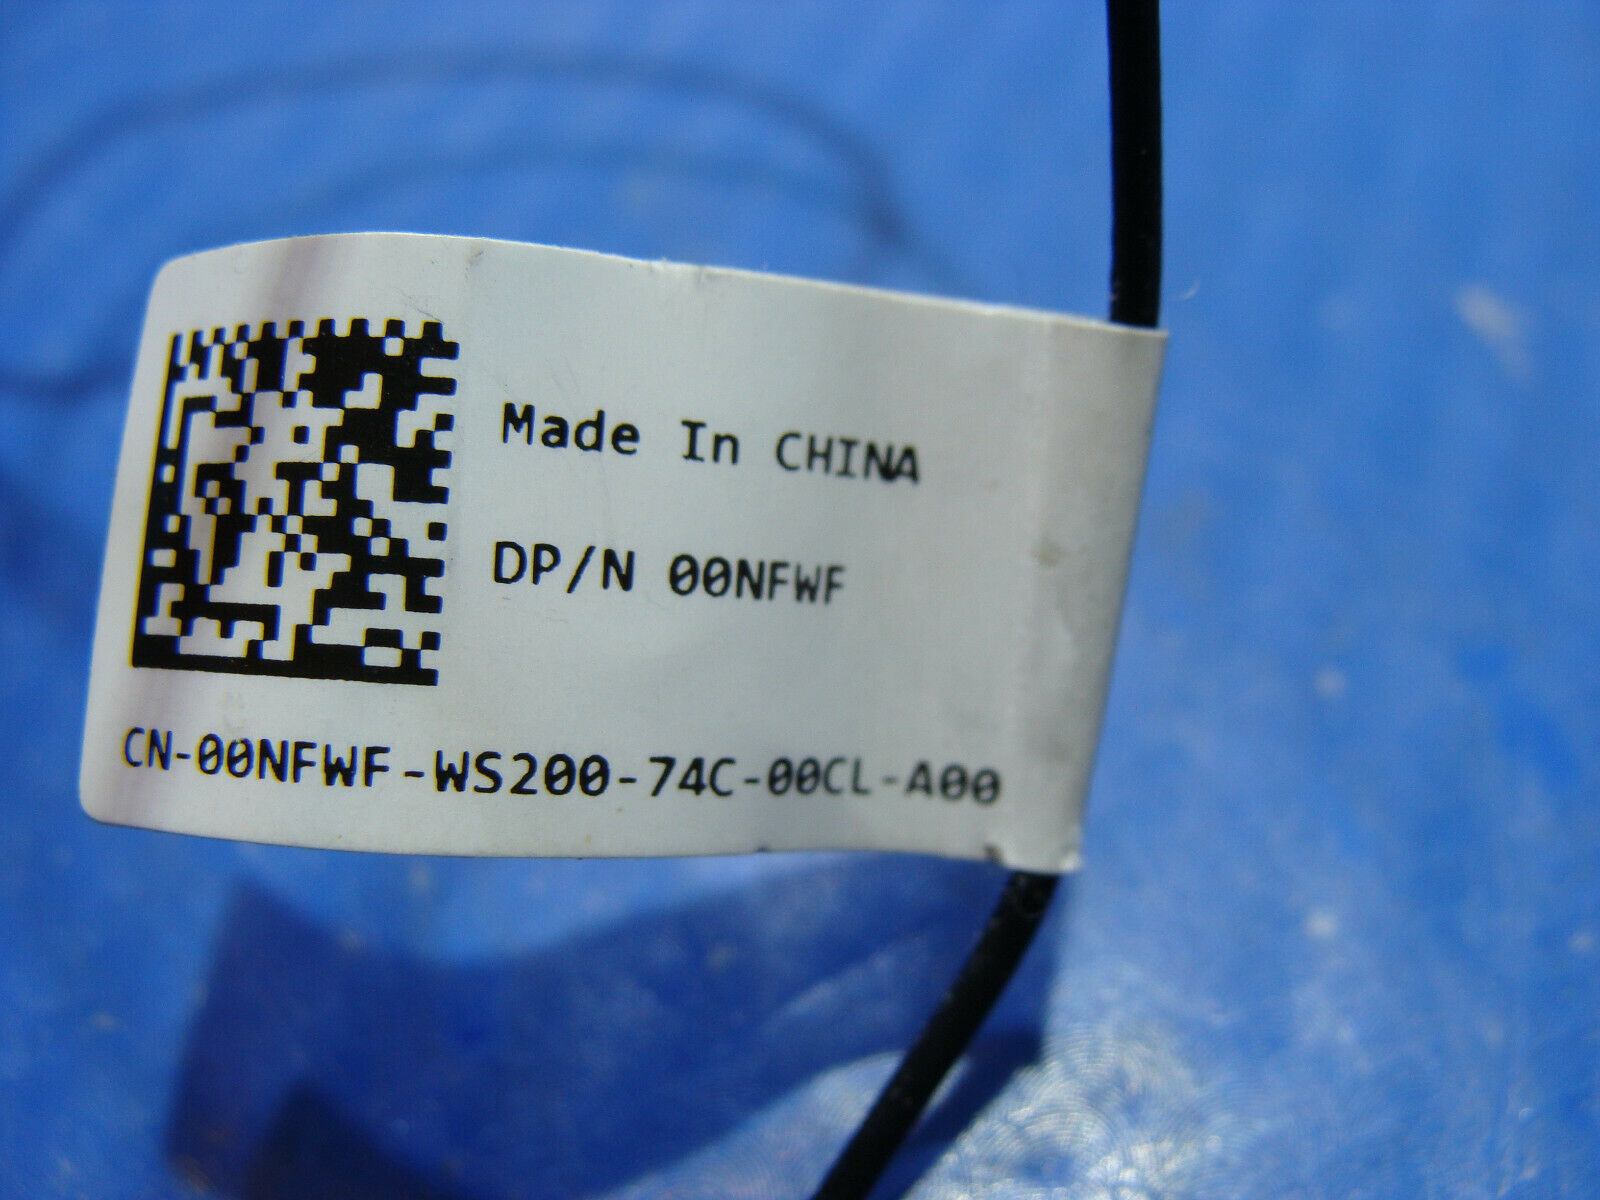 Made In CHINA
DP/N 00NFWF
CN-00NFWF-WS200-74C-00CL-A00